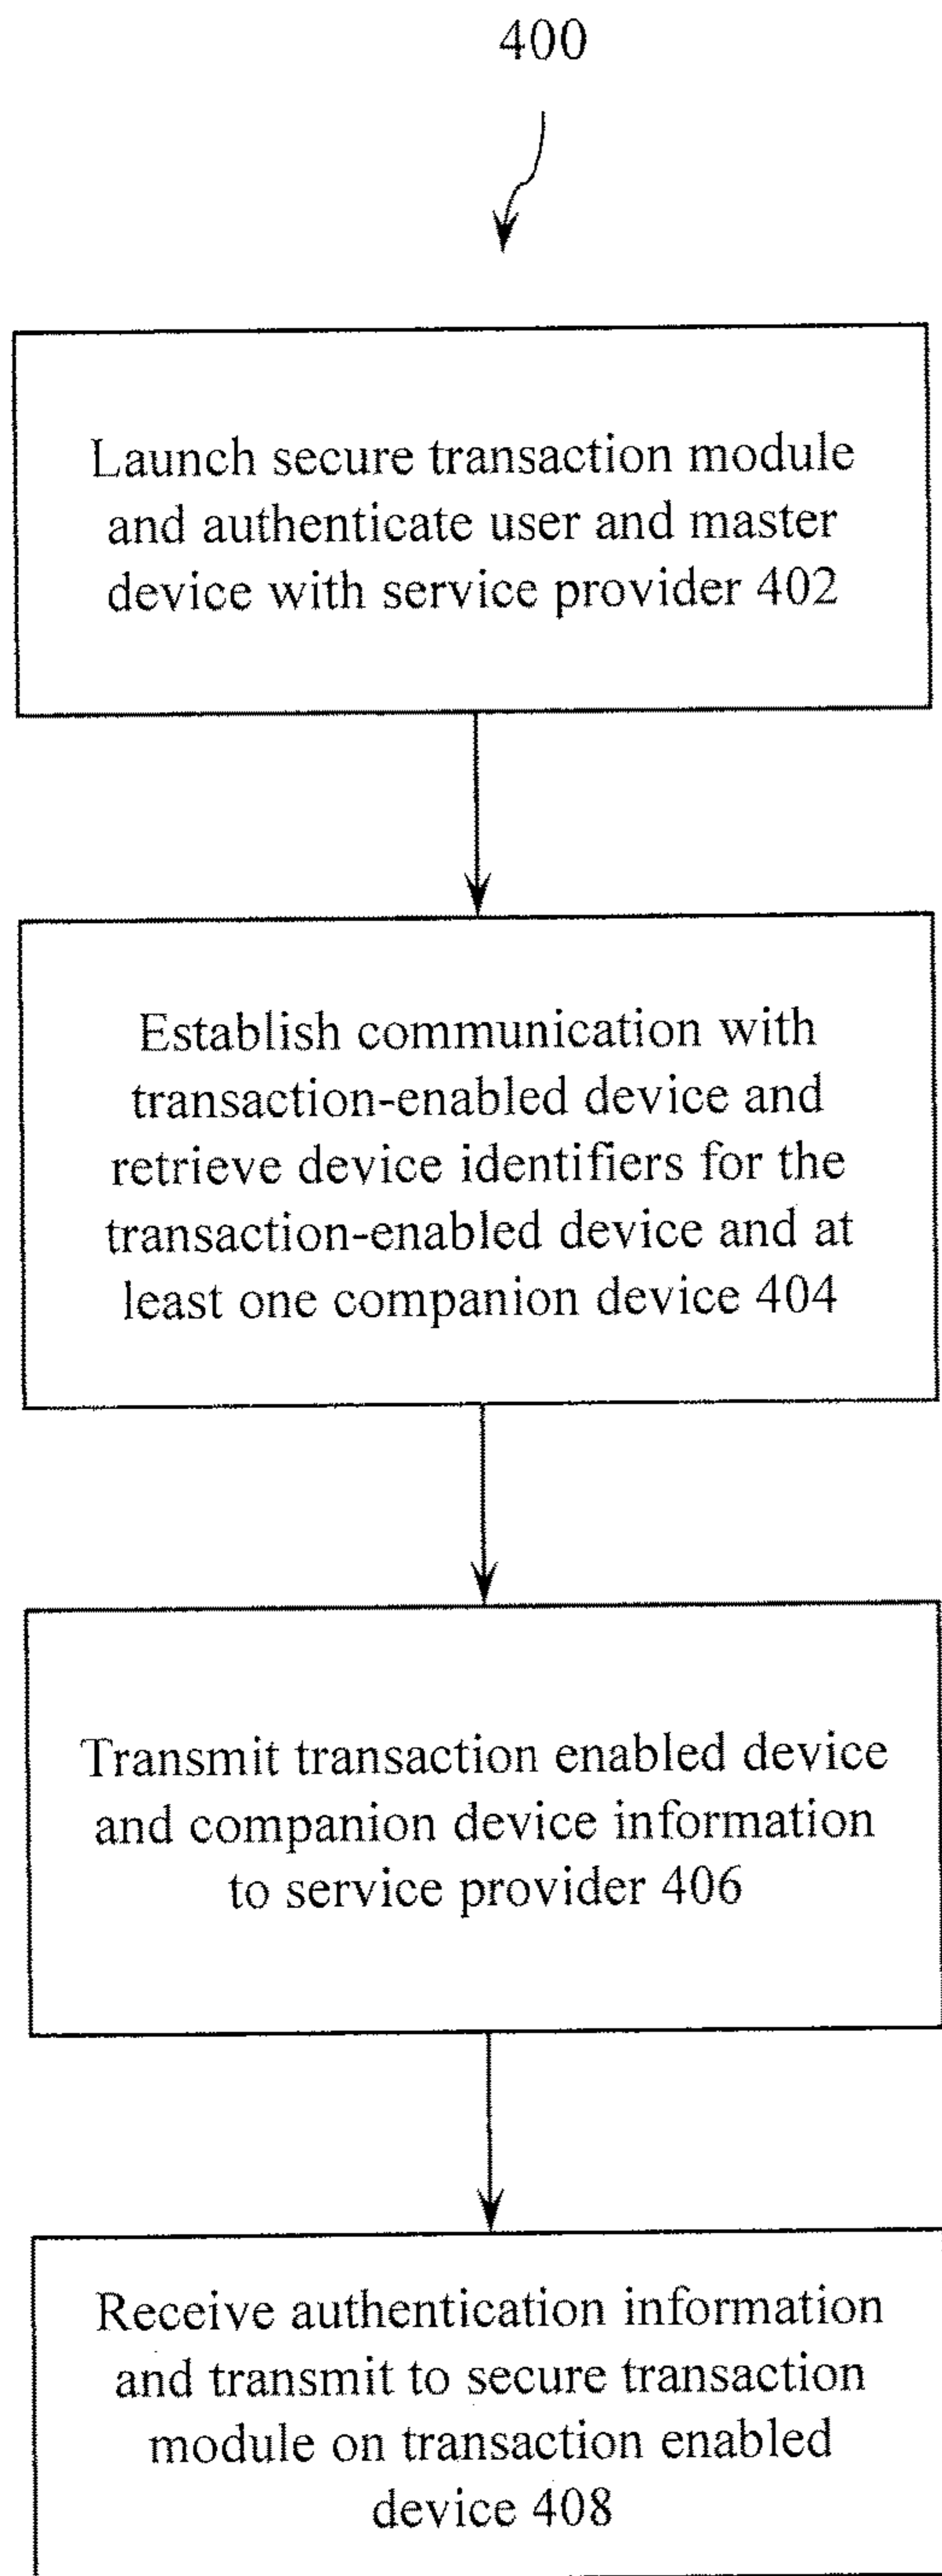 400
Launch secure transaction module
and authenticate user and master
device with service provider 402
Establish communication with
transaction-enabled device and
retrieve device identifiers for the
transaction-enabled device and at
least one companion device 404
Transmit transaction enabled device
and companion device information
to service provider 406
Receive authentication information
and transmit to secure transaction
module on transaction enabled
device 408